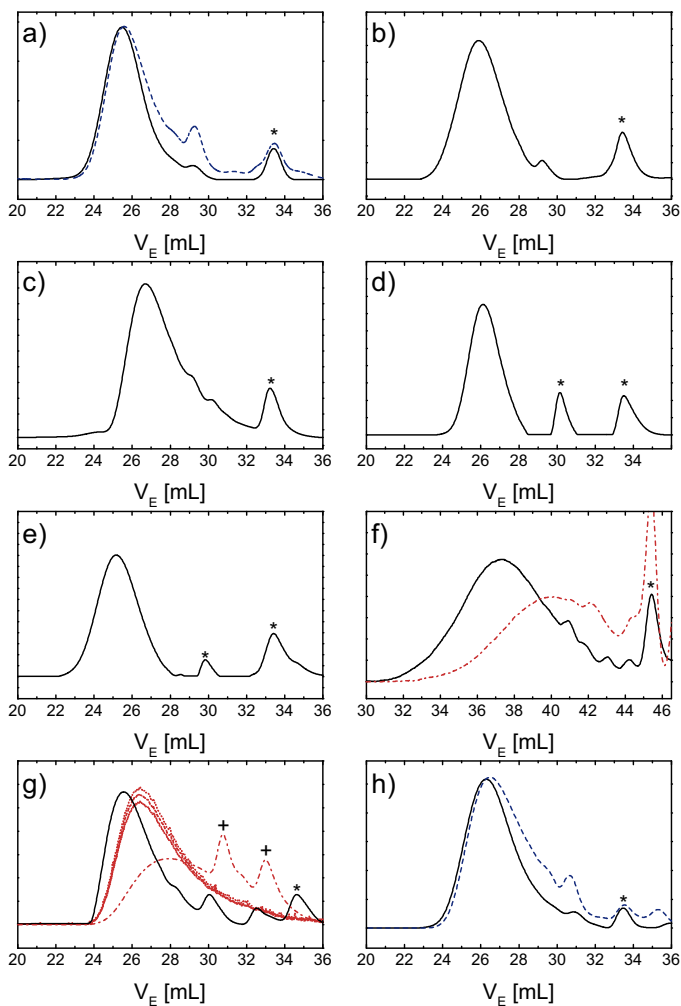 a) b)
* *
20 22 24 26 28 30 32 34 36 20 22 24 26 28 30 32 34 36
V_E [mL] V_E [mL]
c) d)
* * *
20 22 24 26 28 30 32 34 36 20 22 24 26 28 30 32 34 36
V_E [mL] V_E [mL]
e) f)
* * *
20 22 24 26 28 30 32 34 36 30 32 34 36 38 40 42 44 46
V_E [mL] V_E [mL]
g) h)
+ + * *
20 22 24 26 28 30 32 34 36 20 22 24 26 28 30 32 34 36
V_E [mL] V_E [mL]